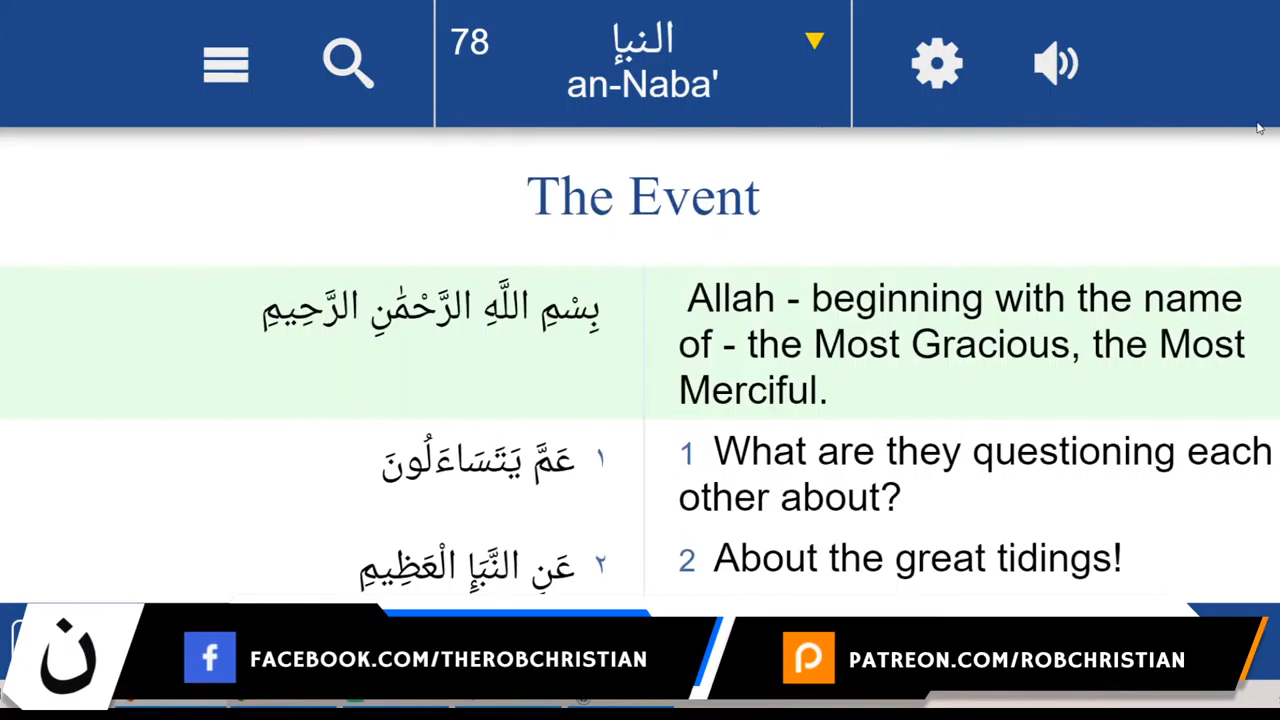 78
النبإ
an-Naba'
The Event
بِسْمِ اللَّهِ الرَّحْمَٰنِ الرَّحِيمِ
Allah - beginning with the name
of - the Most Gracious, the Most
Merciful.
١ عَمَّ يَتَسَاءَلُونَ
1 What are they questioning each
other about?
٢ عَنِ النَّبَإِ الْعَظِيمِ
2 About the great tidings!
ن
FACEBOOK.COM/THEROBCHRISTIAN
PATREON.COM/ROBCHRISTIAN